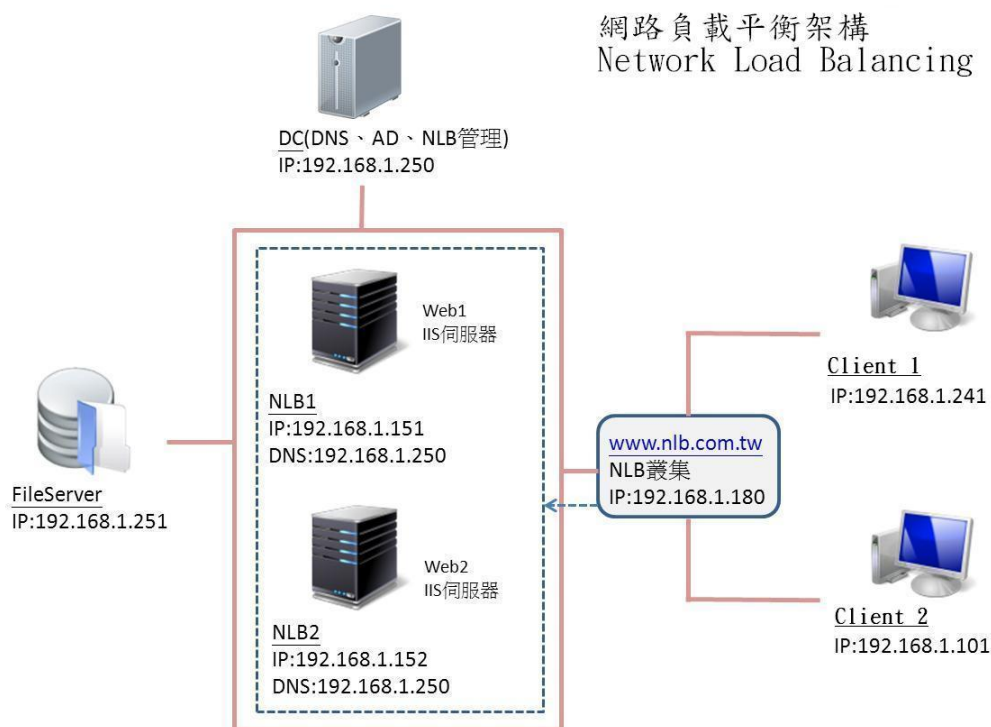 網路負載平衡架構
Network Load Balancing
DC(DNS、AD、NLB管理)
IP:192.168.1.250
Web1
IIS伺服器
NLB1
IP:192.168.1.151
DNS:192.168.1.250
Web2
IIS伺服器
NLB2
IP:192.168.1.152
DNS:192.168.1.250
FileServer
IP:192.168.1.251
www.nlb.com.tw
NLB叢集
IP:192.168.1.180
Client 1
IP:192.168.1.241
Client 2
IP:192.168.1.101